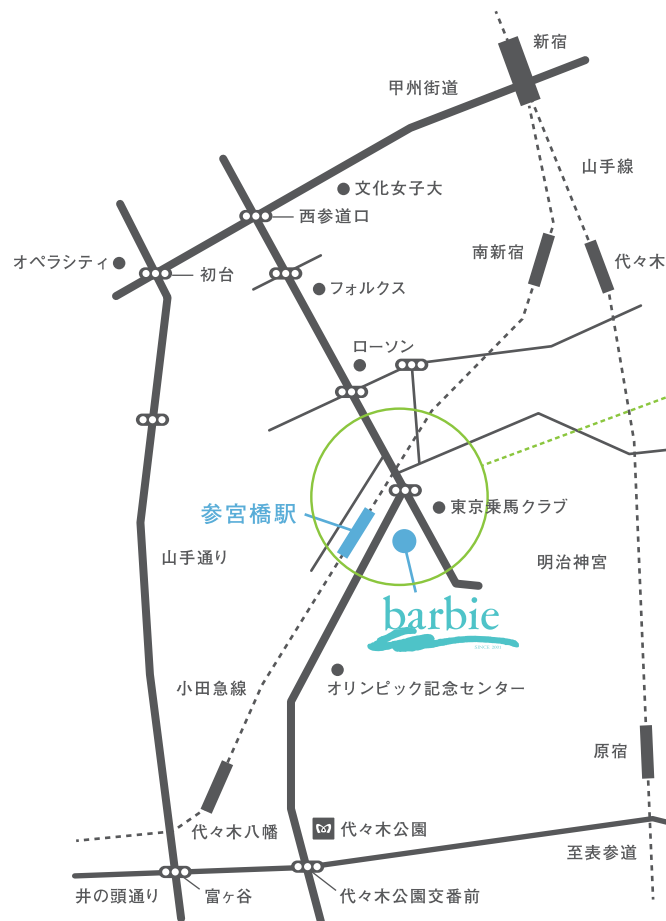 新宿
甲州街道
山手線
文化女子大
西参道口
南新宿
代々木
オペラシティ
初台
フォルクス
ローソン
参宮橋駅
東京乗馬クラブ
山手通り
明治神宮
barbie
SINCE 2001
小田急線
オリンピック記念センター
原宿
代々木八幡
代々木公園
至表参道
井の頭通り
富ヶ谷
代々木公園交番前